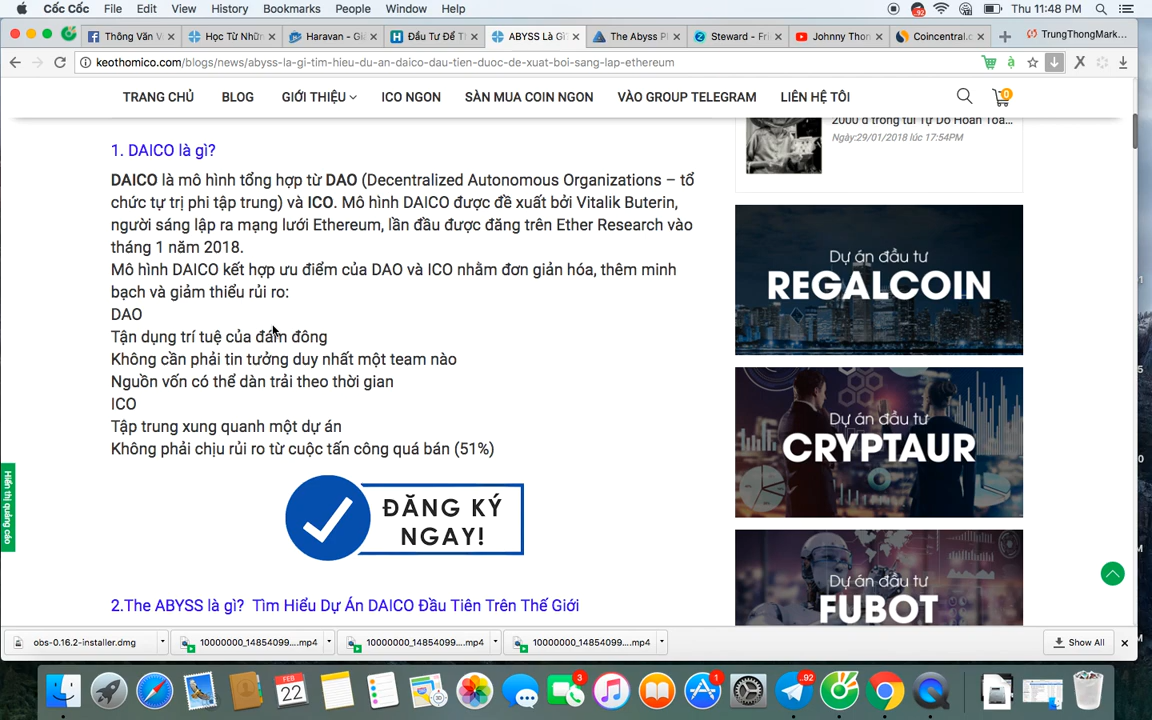 Cốc Cốc File Edit View History Bookmarks People Window Help 92 Thu 11:48 PM
Thông Văn V Học Từ Nhữn Haravan - Gi Đầu Tư Để T ABYSS Là Gì? The Abyss Pl Steward - Fri Johnny Thon Coincentral.c TrungThongMark...
keothomico.com/blogs/news/abyss-la-gi-tim-hieu-du-an-daico-dau-tien-duoc-de-xuat-boi-sang-lap-ethereum
TRANG CHỦ BLOG GIỚI THIỆU ICO NGON SÀN MUA COIN NGON VÀO GROUP TELEGRAM LIÊN HỆ TÔI 0
2000 đ trong túi Tự Do Hoàn Toà...
Ngày:29/01/2018 lúc 17:54PM
1. DAICO là gì?
DAICO là mô hình tổng hợp từ DAO (Decentralized Autonomous Organizations – tổ
chức tự trị phi tập trung) và ICO. Mô hình DAICO được đề xuất bởi Vitalik Buterin,
người sáng lập ra mạng lưới Ethereum, lần đầu được đăng trên Ether Research vào
tháng 1 năm 2018.
Mô hình DAICO kết hợp ưu điểm của DAO và ICO nhằm đơn giản hóa, thêm minh
bạch và giảm thiểu rủi ro:
DAO
Tận dụng trí tuệ của đám đông
Không cần phải tin tưởng duy nhất một team nào
Nguồn vốn có thể dàn trải theo thời gian
ICO
Tập trung xung quanh một dự án
Không phải chịu rủi ro từ cuộc tấn công quá bán (51%)
ĐĂNG KÝ
NGAY!
2.The ABYSS là gì? Tìm Hiểu Dự Án DAICO Đầu Tiên Trên Thế Giới
Dự án đầu tư
REGALCOIN
Dự án đầu tư
CRYPTAUR
Dự án đầu tư
FUBOT
Hiển thị quảng cáo
obs-0.16.2-installer.dmg 10000000_14854099....mp4 10000000_14854099....mp4 10000000_14854099....mp4 Show All
FEB
22
3
1
92